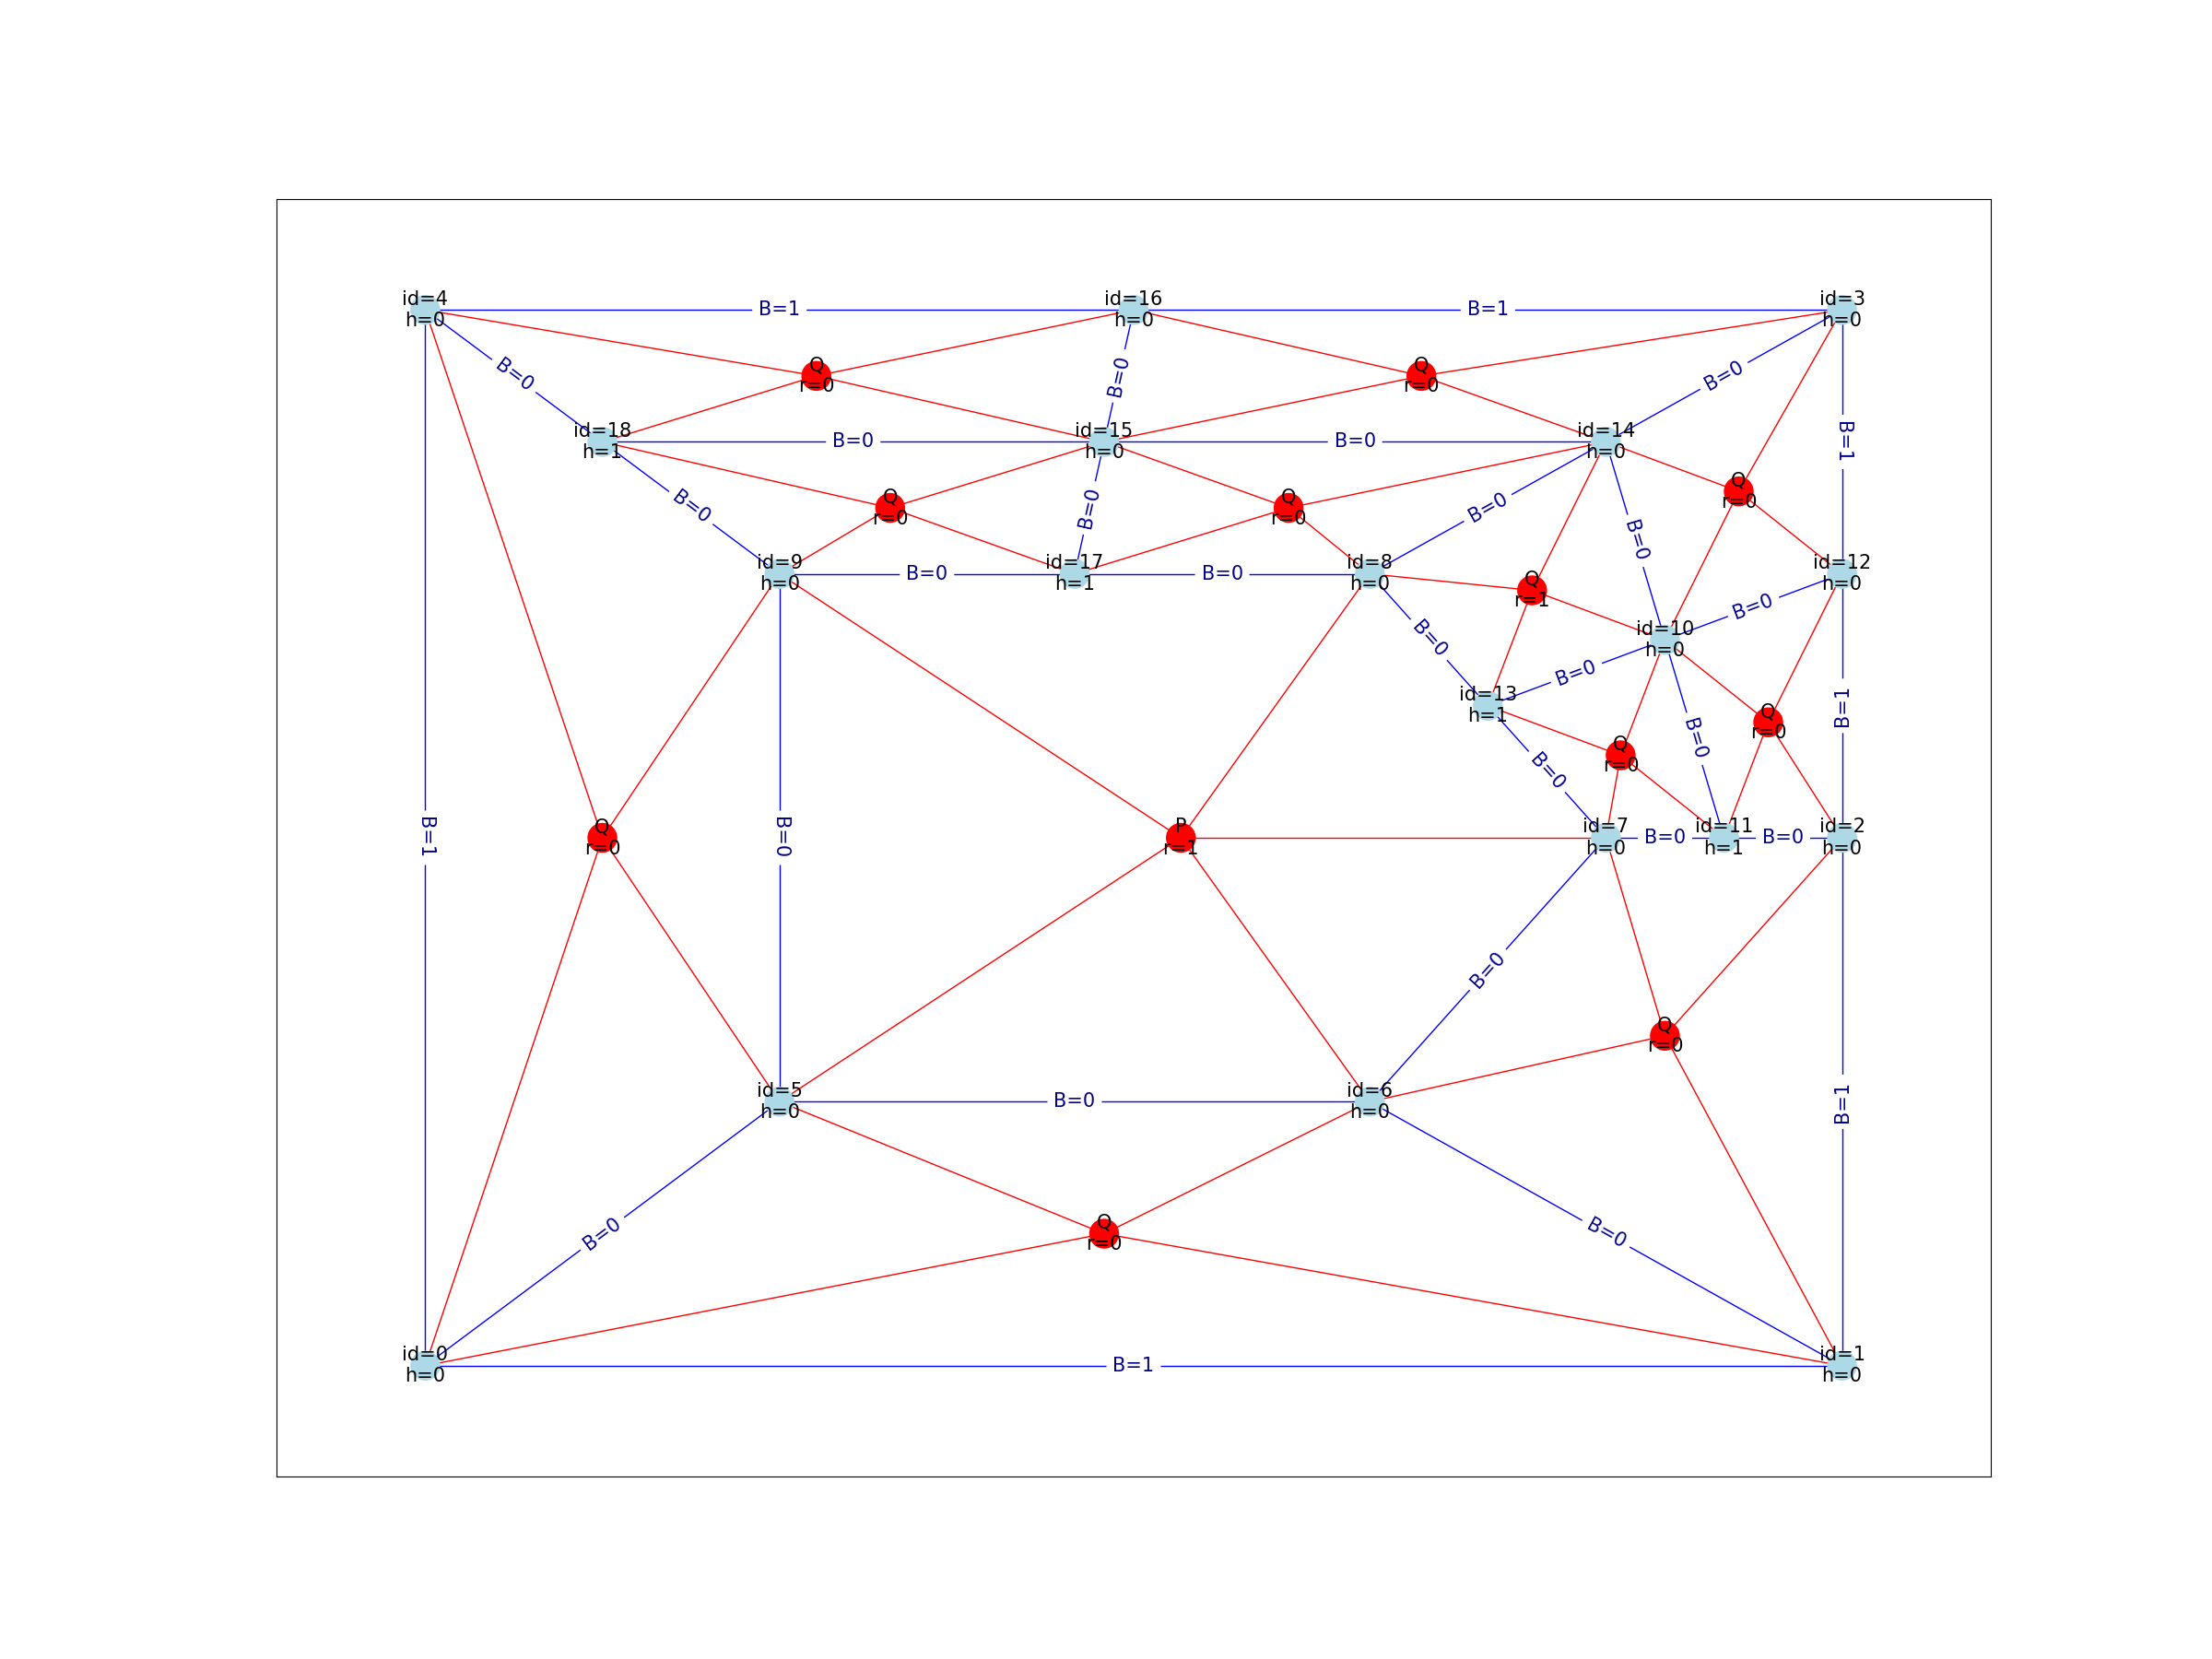 id=4
h=0
B=1
id=16
h=0
B=1
id=3
h=0
B=0
Q
r=0
B=0
Q
r=0
B=0
id=18
h=1
B=0
id=15
h=0
B=0
id=14
h=0
B=1
B=0
Q
r=0
B=0
Q
r=0
B=0
Q
r=0
B=0
id=9
h=0
B=0
id=17
h=1
B=0
id=8
h=0
Q
r=1
id=12
h=0
B=0
B=0
id=10
h=0
B=0
id=13
h=1
B=0
B=1
Q
r=0
Q
r=0
B=0
B=1
Q
r=0
B=0
P
r=1
id=7
h=0
B=0
id=11
h=1
B=0
id=2
h=0
B=0
Q
r=0
id=5
h=0
B=0
id=6
h=0
B=1
B=0
Q
r=0
B=0
id=0
h=0
B=1
id=1
h=0